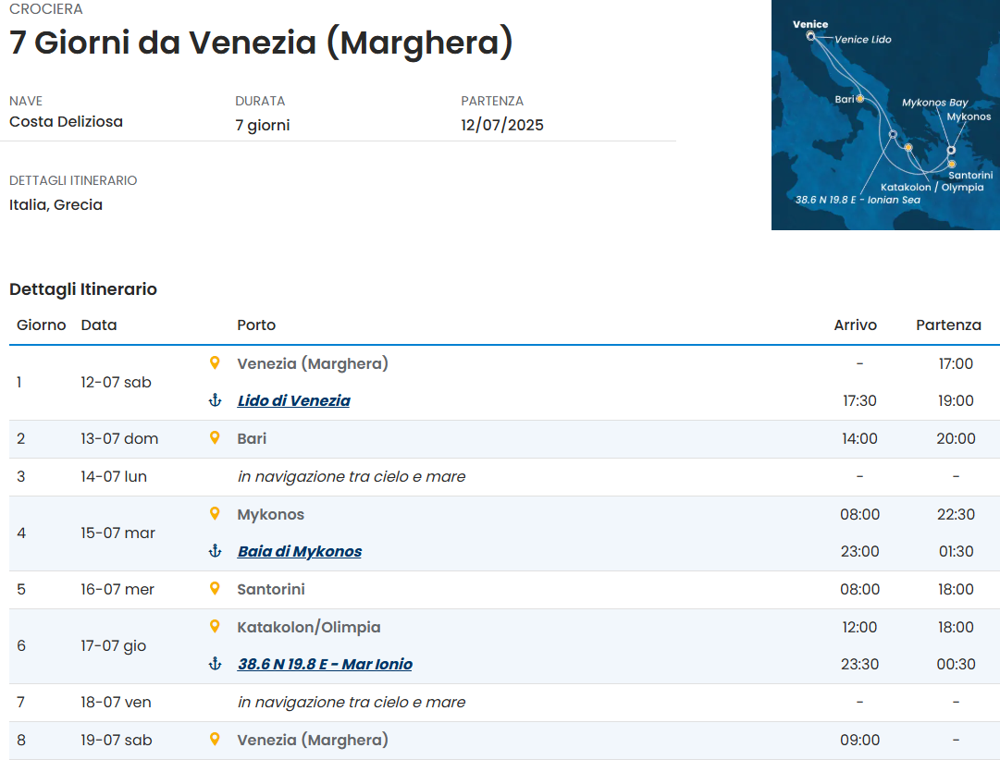 CROCIERA
7 Giorni da Venezia (Marghera)
NAVE DURATA PARTENZA
Costa Deliziosa 7 giorni 12/07/2025
DETTAGLI ITINERARIO
Italia, Grecia
Venice
Venice Lido
Bari
Mykonos Bay
Mykonos
Santorini
Katakolon / Olympia
38.6 N 19.8 E - Ionian Sea
Dettagli Itinerario
Giorno Data Porto Arrivo Partenza
1 12-07 sab Venezia (Marghera) - 17:00
Lido di Venezia 17:30 19:00
2 13-07 dom Bari 14:00 20:00
3 14-07 lun in navigazione tra cielo e mare - -
4 15-07 mar Mykonos 08:00 22:30
Baia di Mykonos 23:00 01:30
5 16-07 mer Santorini 08:00 18:00
6 17-07 gio Katakolon/Olimpia 12:00 18:00
38.6 N 19.8 E - Mar Ionio 23:30 00:30
7 18-07 ven in navigazione tra cielo e mare - -
8 19-07 sab Venezia (Marghera) 09:00 -